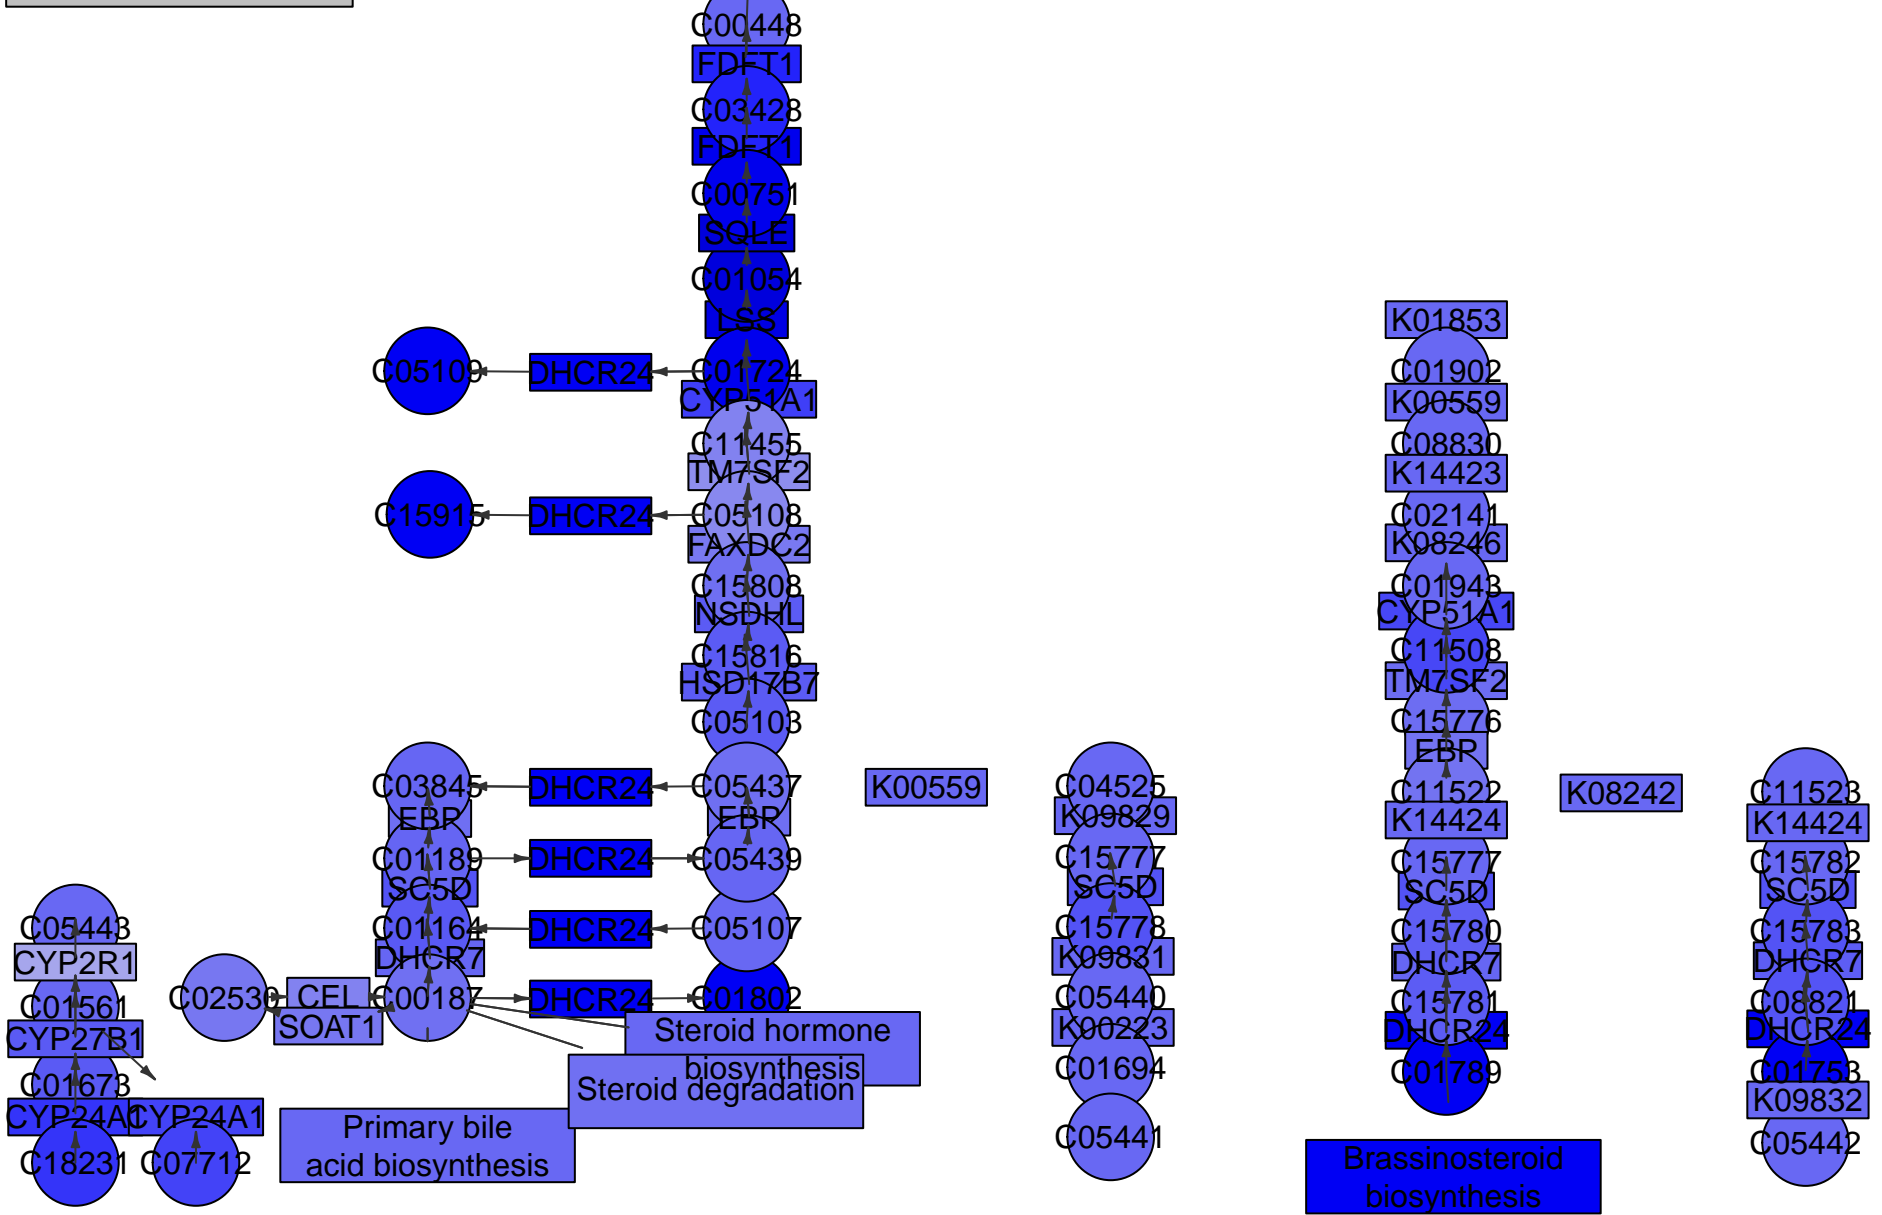 C00448
FDFT1
C03428
FDFT1
C00751
SQLE
C01054
LSS
C05109
DHCR24
C01724
CYP51A1
C11455
TM7SF2
C15915
DHCR24
C05108
FAXDC2
C15808
NSDHL
C15816
HSD17B7
C05103
C03845
DHCR24
C05437
EBP
EBP
C01189
DHCR24
C05439
SC5D
C01164
DHCR24
C05107
DHCR7
C02530
CEL
SOAT1
C00187
DHCR24
C01802
C05443
CYP2R1
C01561
CYP27B1
C01673
CYP24A1
CYP24A1
C18231
C07712
Steroid hormone
biosynthesis
Steroid degradation
Primary bile
acid biosynthesis
K00559
C04525
K09829
C15777
SC5D
C15778
K09831
C05440
K00223
C01694
C05441
K01853
C01902
K00559
C08830
K14423
C02141
K08246
C01943
CYP51A1
C11508
TM7SF2
C15776
EBP
C11522
K14424
C15777
SC5D
C15780
DHCR7
C15781
DHCR24
C01789
Brassinosteroid
biosynthesis
K08242
C11523
K14424
C15782
SC5D
C15783
DHCR7
C08821
DHCR24
C01753
K09832
C05442